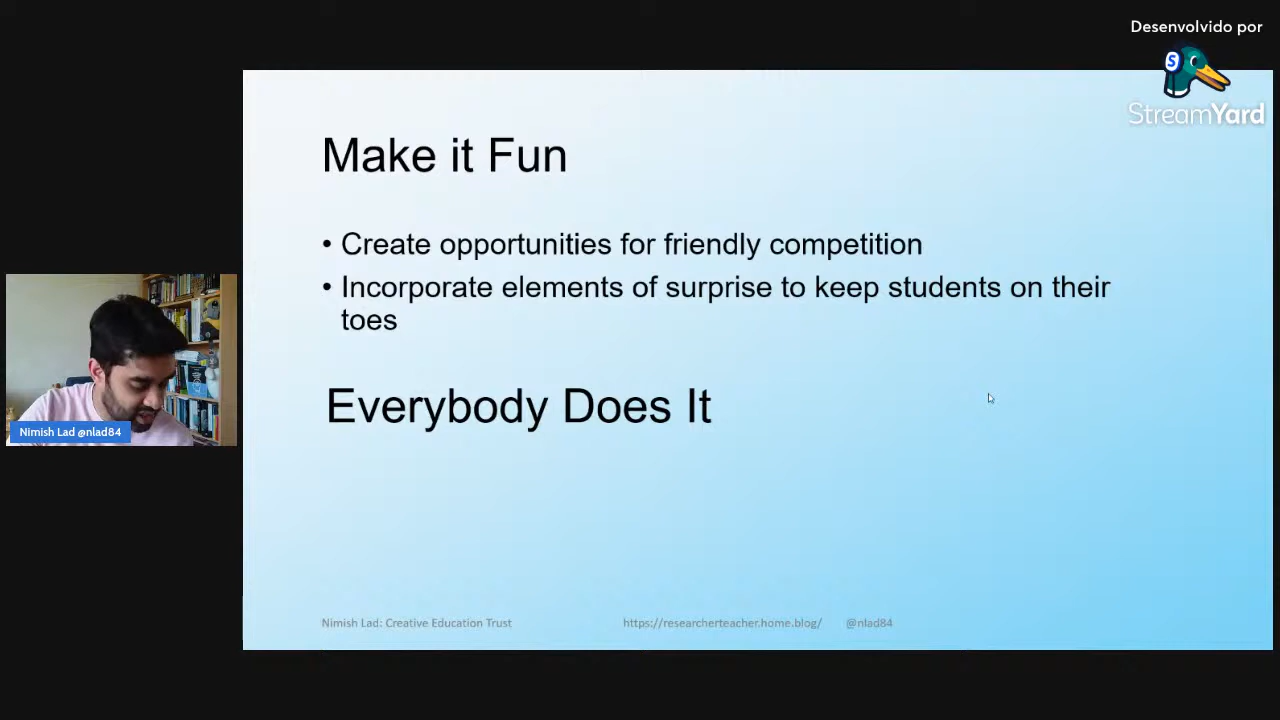 Desenvolvido por
StreamYard
Make it Fun
• Create opportunities for friendly competition
• Incorporate elements of surprise to keep students on their
toes
Everybody Does It
Nimish Lad @nlad84
Nimish Lad: Creative Education Trust https://researcherteacher.home.blog/ @nlad84